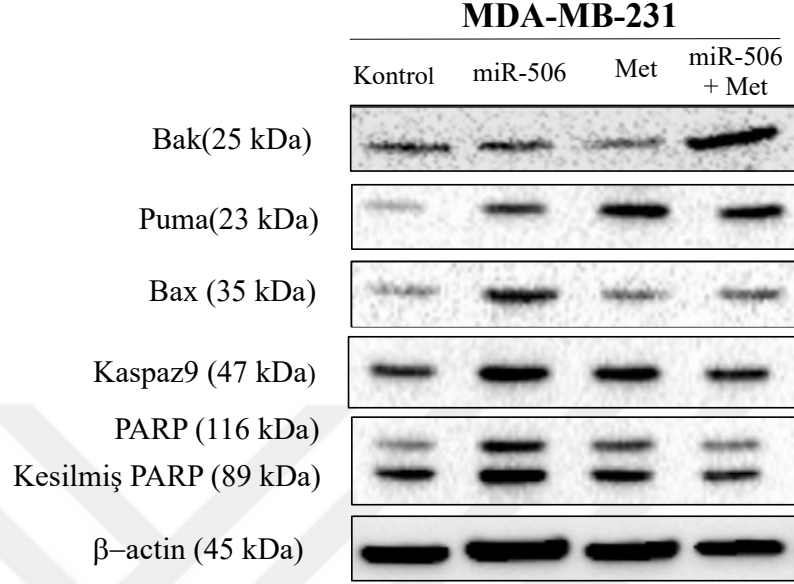 MDA-MB-231
Kontrol miR-506 Met miR-506 + Met
Bak(25 kDa)
Puma(23 kDa)
Bax (35 kDa)
Kaspaz9 (47 kDa)
PARP (116 kDa)
Kesilmiş PARP (89 kDa)
β–actin (45 kDa)